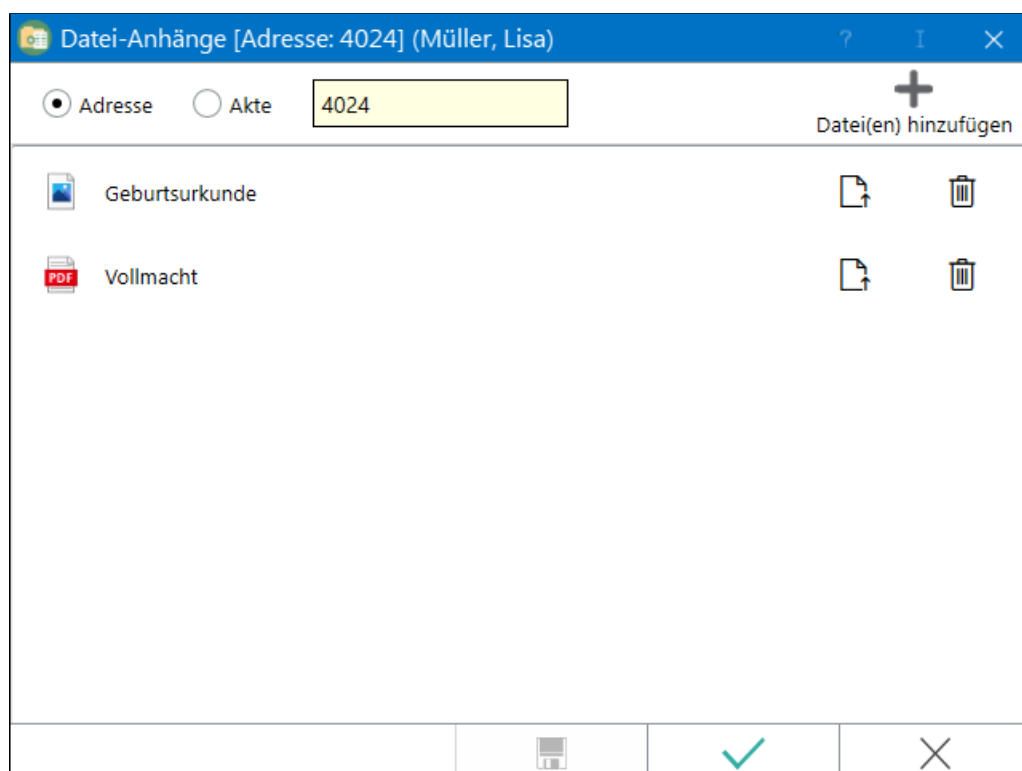 Datei-Anhänge [Adresse: 4024] (Müller, Lisa) ? I
Adresse Akte 4024
Datei(en) hinzufügen
Geburtsurkunde
PDF Vollmacht